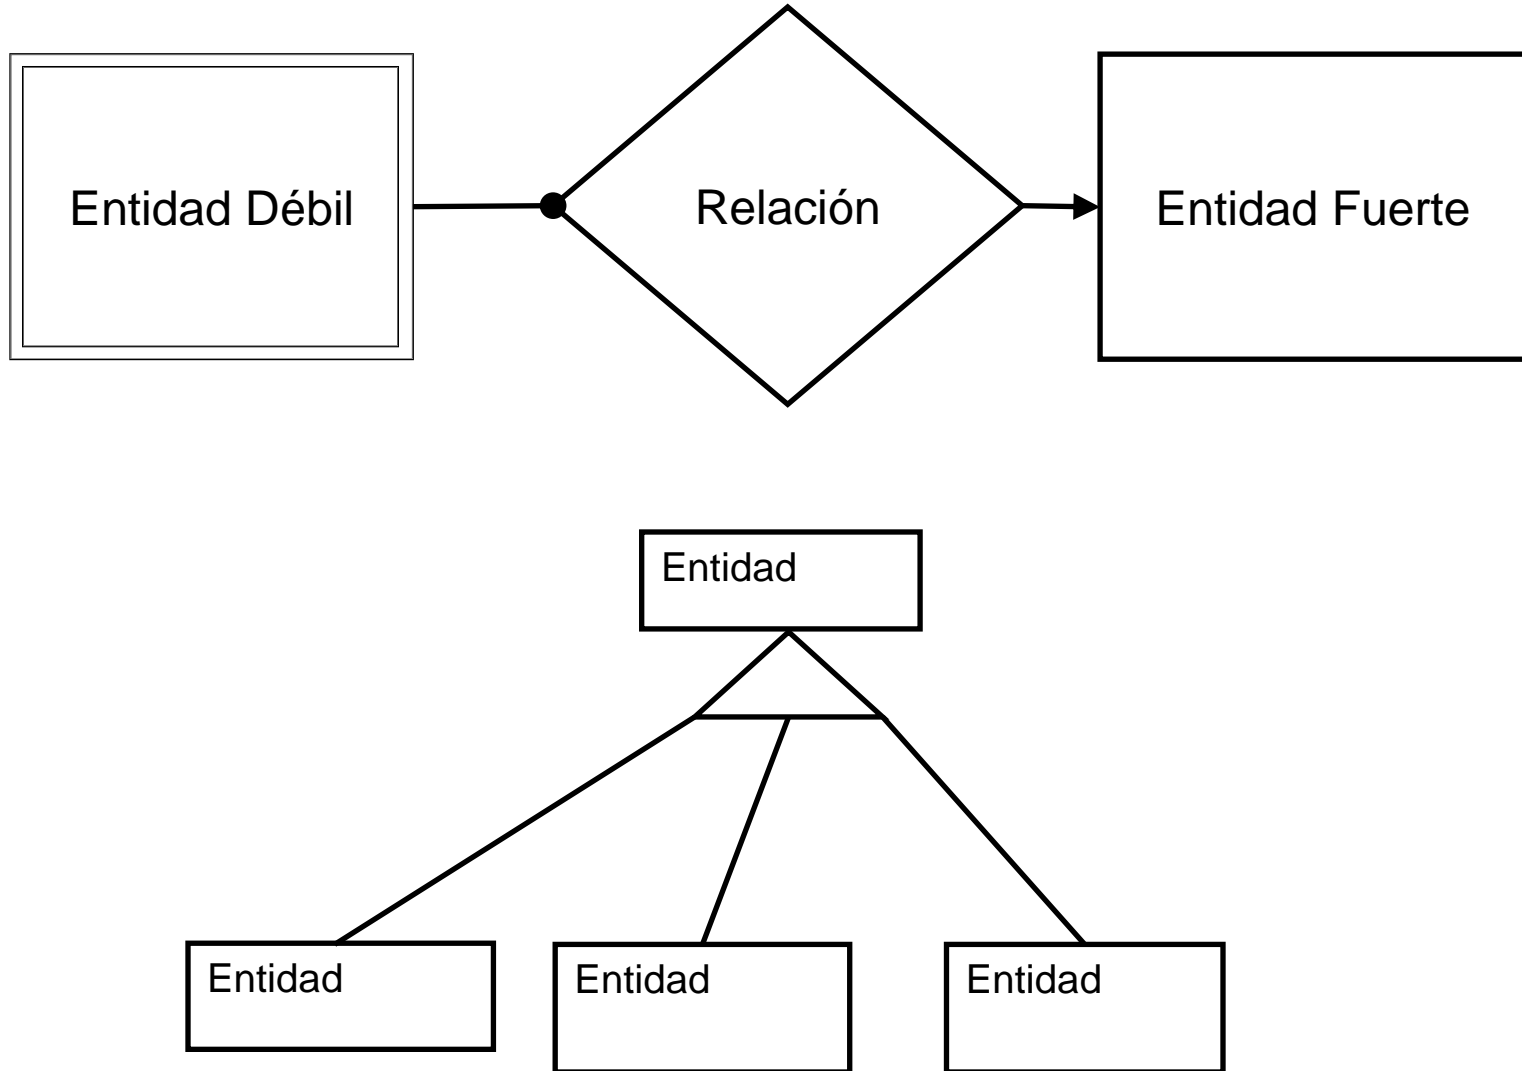 Entidad Débil
Relación
Entidad Fuerte
Entidad
Entidad
Entidad
Entidad